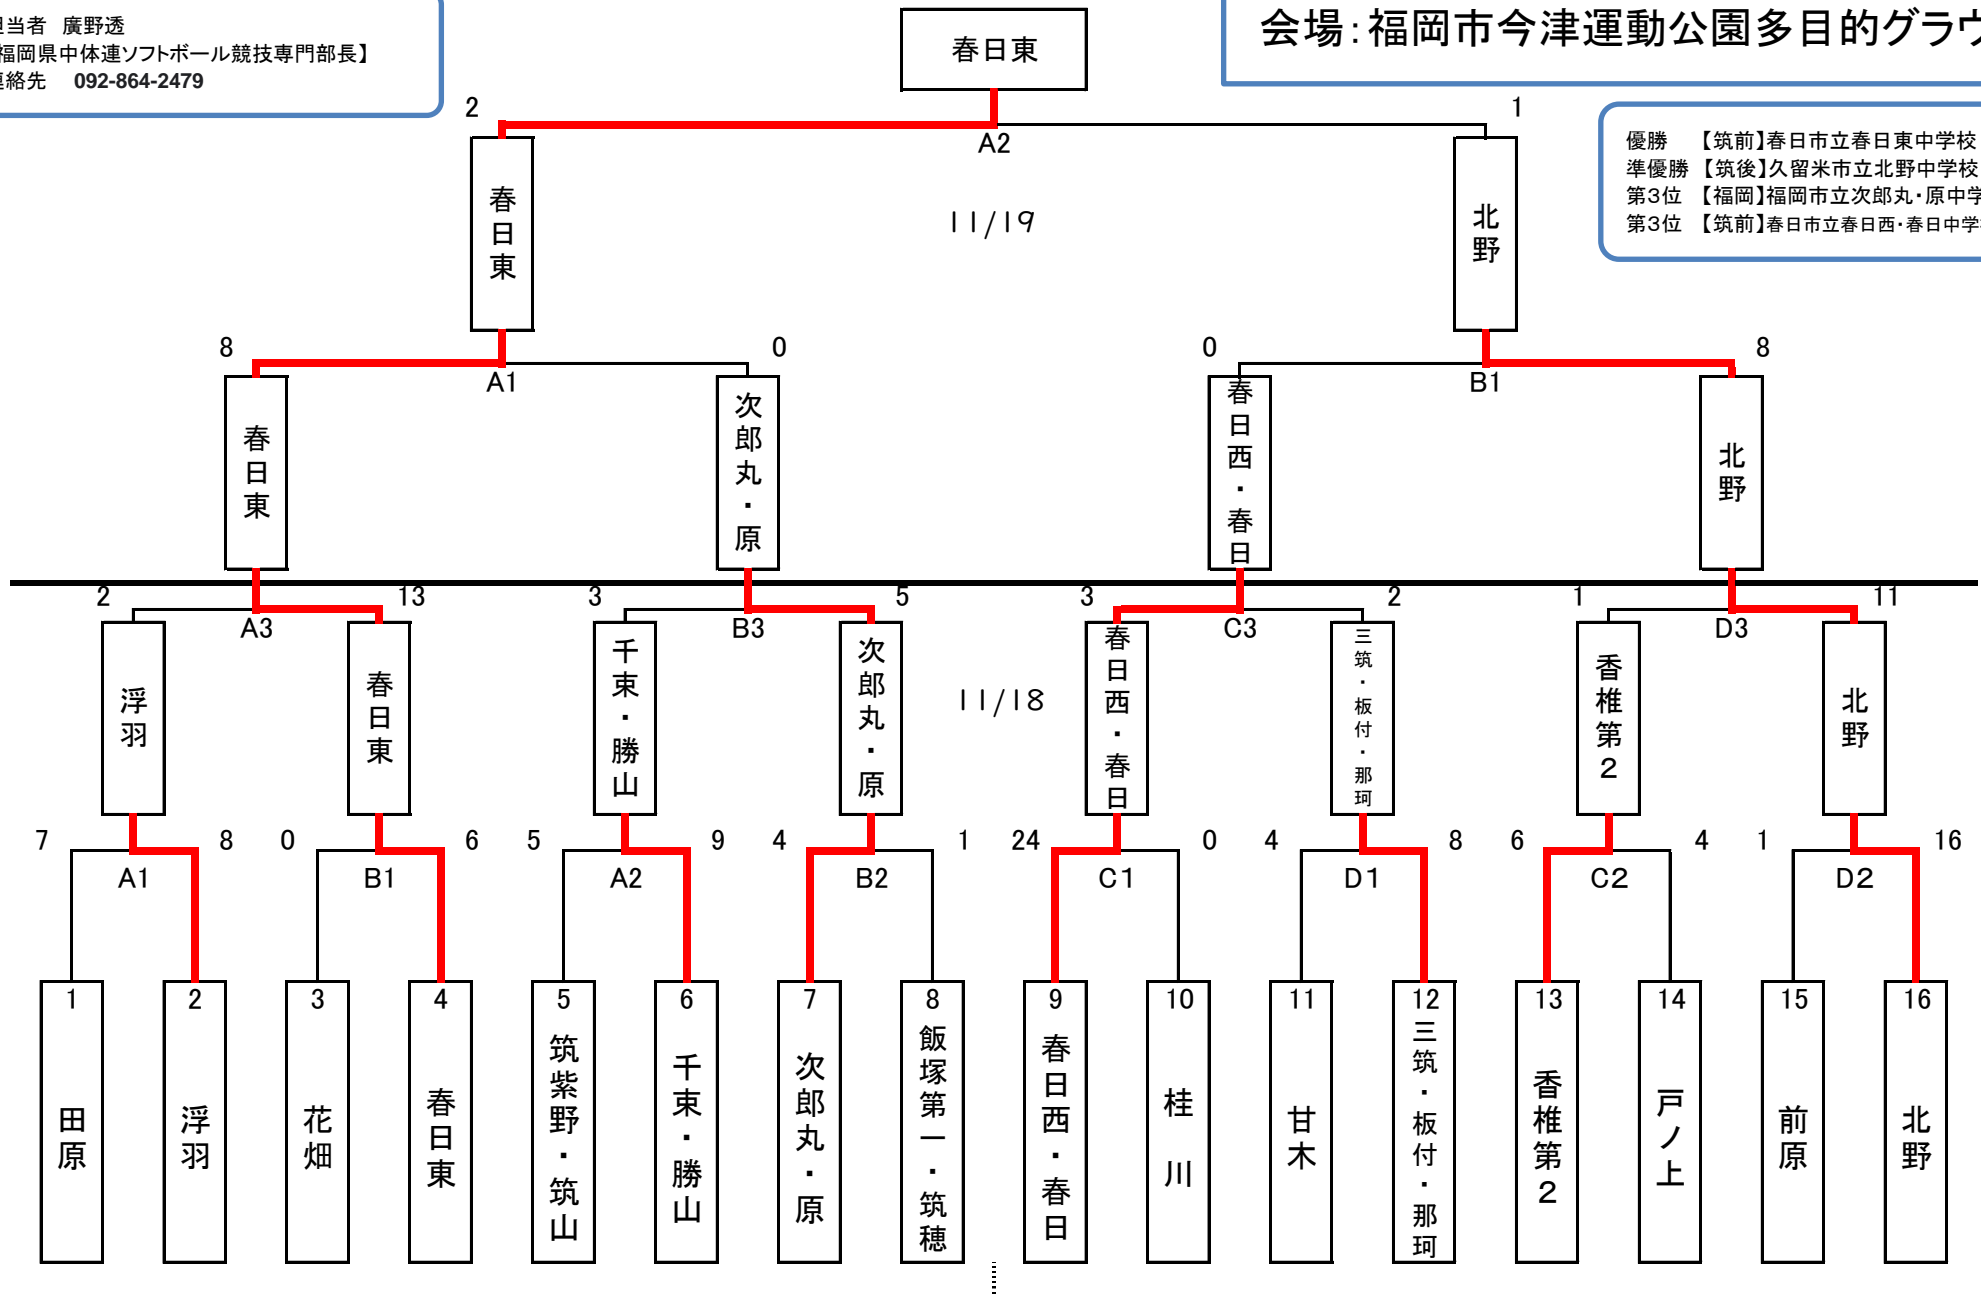 担当者 廣野透
福岡県中体連ソフトボール競技専門部長】
連絡先 092-864-2479
春日東
会場：福岡市今津運動公園多目的グラウ
優勝 【筑前】春日市立春日東中学校
準優勝 【筑後】久留米市立北野中学校
第3位 【福岡】福岡市立次郎丸・原中学
第3位 【筑前】春日市立春日西・春日中学
2 1
A2
春日東
北野
11/19
8 0 0 8
A1 B1
春日東
次郎丸・原
春日西・春日
北野
2 13 3 5 3 2 1 11
A3 B3 C3 D3
浮羽
春日東
千束・勝山
次郎丸・原
11/18
春日西・春日
三筑・板付・那珂
香椎第2
北野
7 8 0 6 5 9 4 1 24 0 4 8 6 4 1 16
A1 B1 A2 B2 C1 D1 C2 D2
1 田原
2 浮羽
3 花畑
4 春日東
5 筑紫野・筑山
6 千束・勝山
7 次郎丸・原
8 飯塚第一・筑穂
9 春日西・春日
10 桂川
11 甘木
12 三筑・板付・那珂
13 香椎第2
14 戸ノ上
15 前原
16 北野